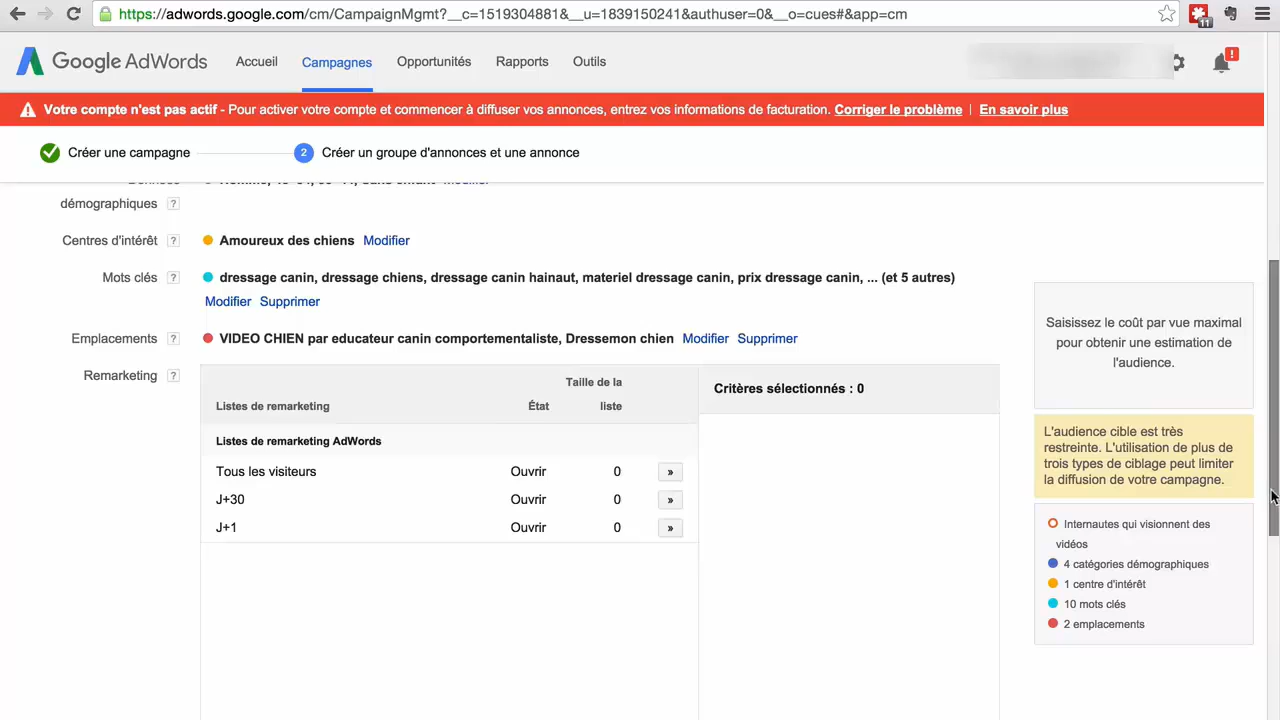 https://adwords.google.com/cm/CampaignMgmt?__c=1519304881&__u=1839150241&authuser=0&__o=cues#&app=cm
11
Google AdWords Accueil Campagnes Opportunités Rapports Outils
!
Votre compte n'est pas actif - Pour activer votre compte et commencer à diffuser vos annonces, entrez vos informations de facturation. Corriger le problème | En savoir plus
Créer une campagne 2 Créer un groupe d'annonces et une annonce
démographiques ?
Centres d'intérêt ? Amoureux des chiens Modifier
Mots clés ? dressage canin, dressage chiens, dressage canin hainaut, materiel dressage canin, prix dressage canin, ... (et 5 autres)
Modifier Supprimer
Emplacements ? VIDEO CHIEN par educateur canin comportementaliste, Dressemon chien Modifier Supprimer
Remarketing ?
Listes de remarketing État Taille de la liste
Listes de remarketing AdWords
Tous les visiteurs Ouvrir 0 »
J+30 Ouvrir 0 »
J+1 Ouvrir 0 »
Critères sélectionnés : 0
Saisissez le coût par vue maximal
pour obtenir une estimation de
l'audience.
L'audience cible est très
restreinte. L'utilisation de plus de
trois types de ciblage peut limiter
la diffusion de votre campagne.
Internautes qui visionnent des
vidéos
4 catégories démographiques
1 centre d'intérêt
10 mots clés
2 emplacements